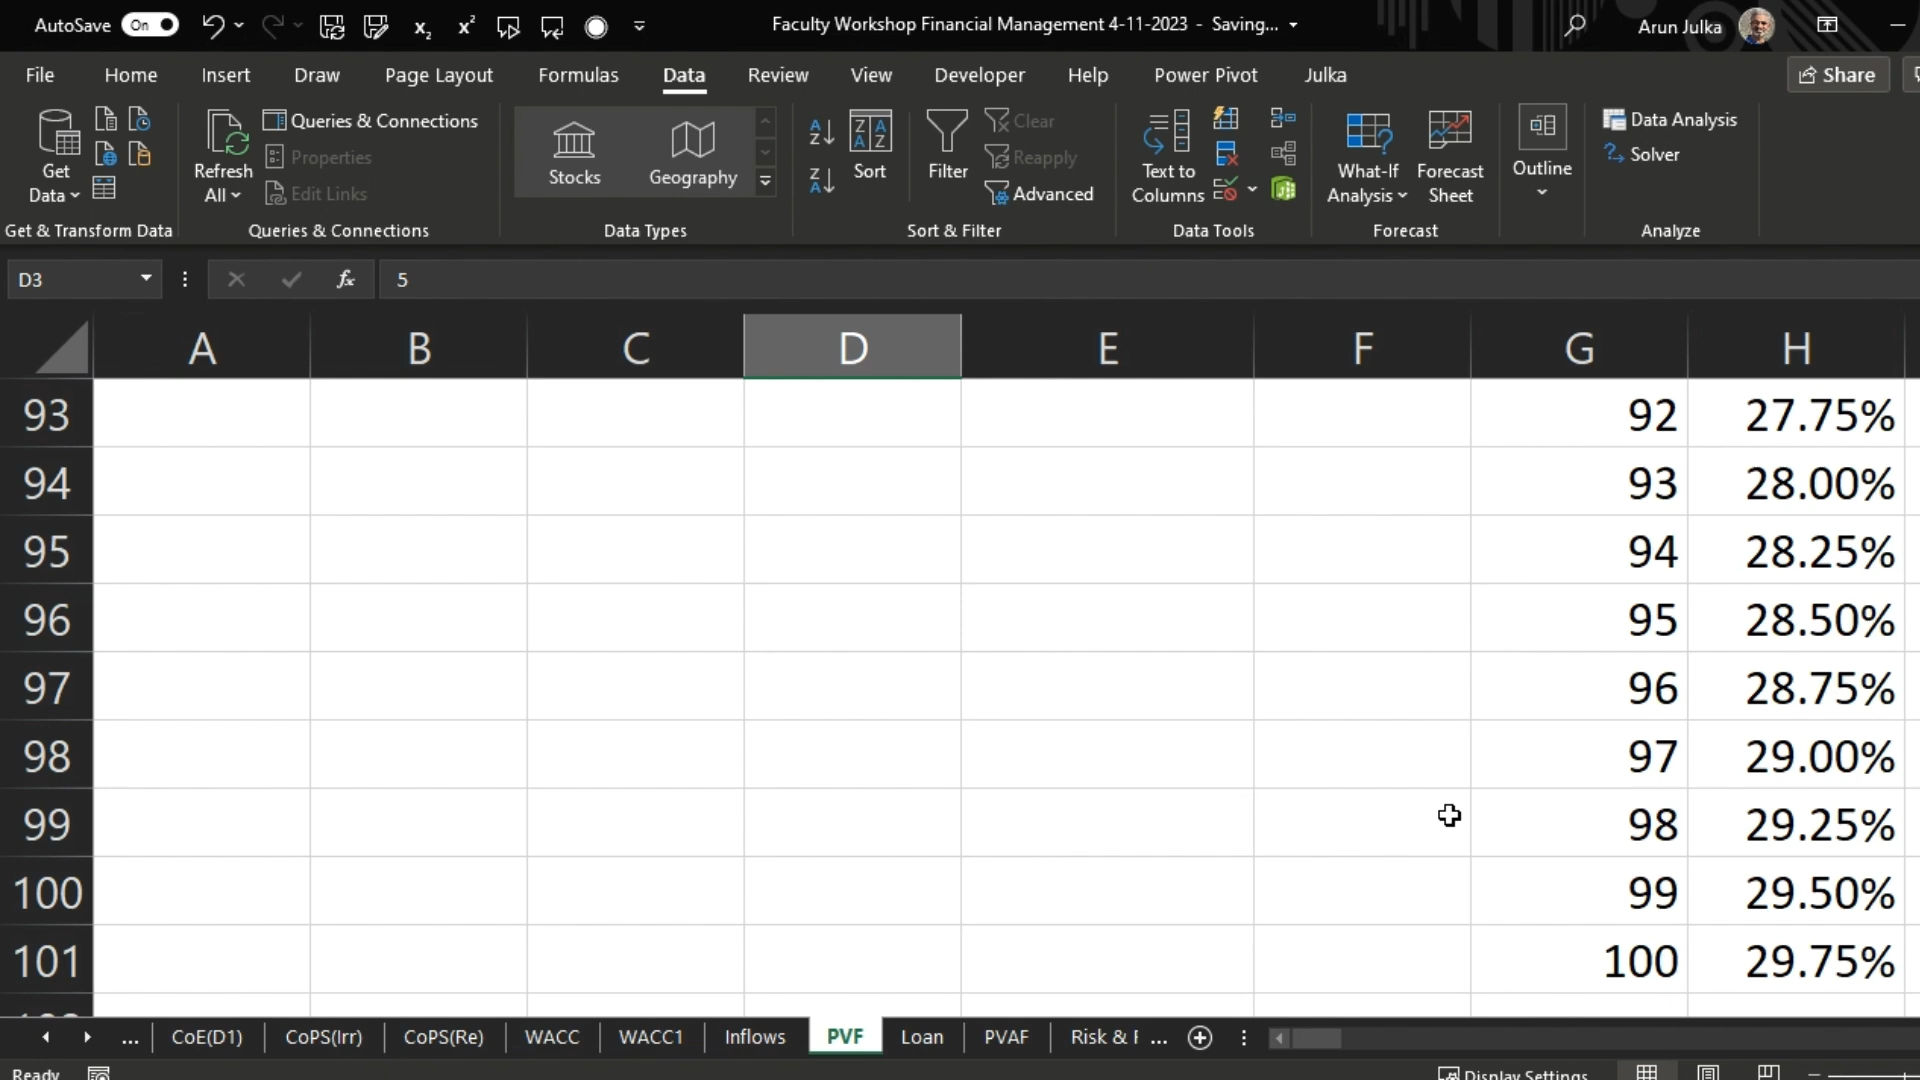 AutoSave On Faculty Workshop Financial Management 4-11-2023 - Saving... Arun Julka
File Home Insert Draw Page Layout Formulas Data Review View Developer Help Power Pivot Julka Share
Get Data
Refresh All
Queries & Connections
Properties
Edit Links
Stocks
Geography
Sort
Filter
Clear
Reapply
Advanced
Text to Columns
What-If Analysis
Forecast Sheet
Outline
Data Analysis
Solver
Get & Transform Data Queries & Connections Data Types Sort & Filter Data Tools Forecast Analyze
D3 fx 5
A B C D E F G H
93 92 27.75%
94 93 28.00%
95 94 28.25%
96 95 28.50%
97 96 28.75%
98 97 29.00%
99 98 29.25%
100 99 29.50%
101 100 29.75%
... CoE(D1) CoPS(Irr) CoPS(Re) WACC WACC1 Inflows PVF Loan PVAF Risk & ...
Ready Display Settings